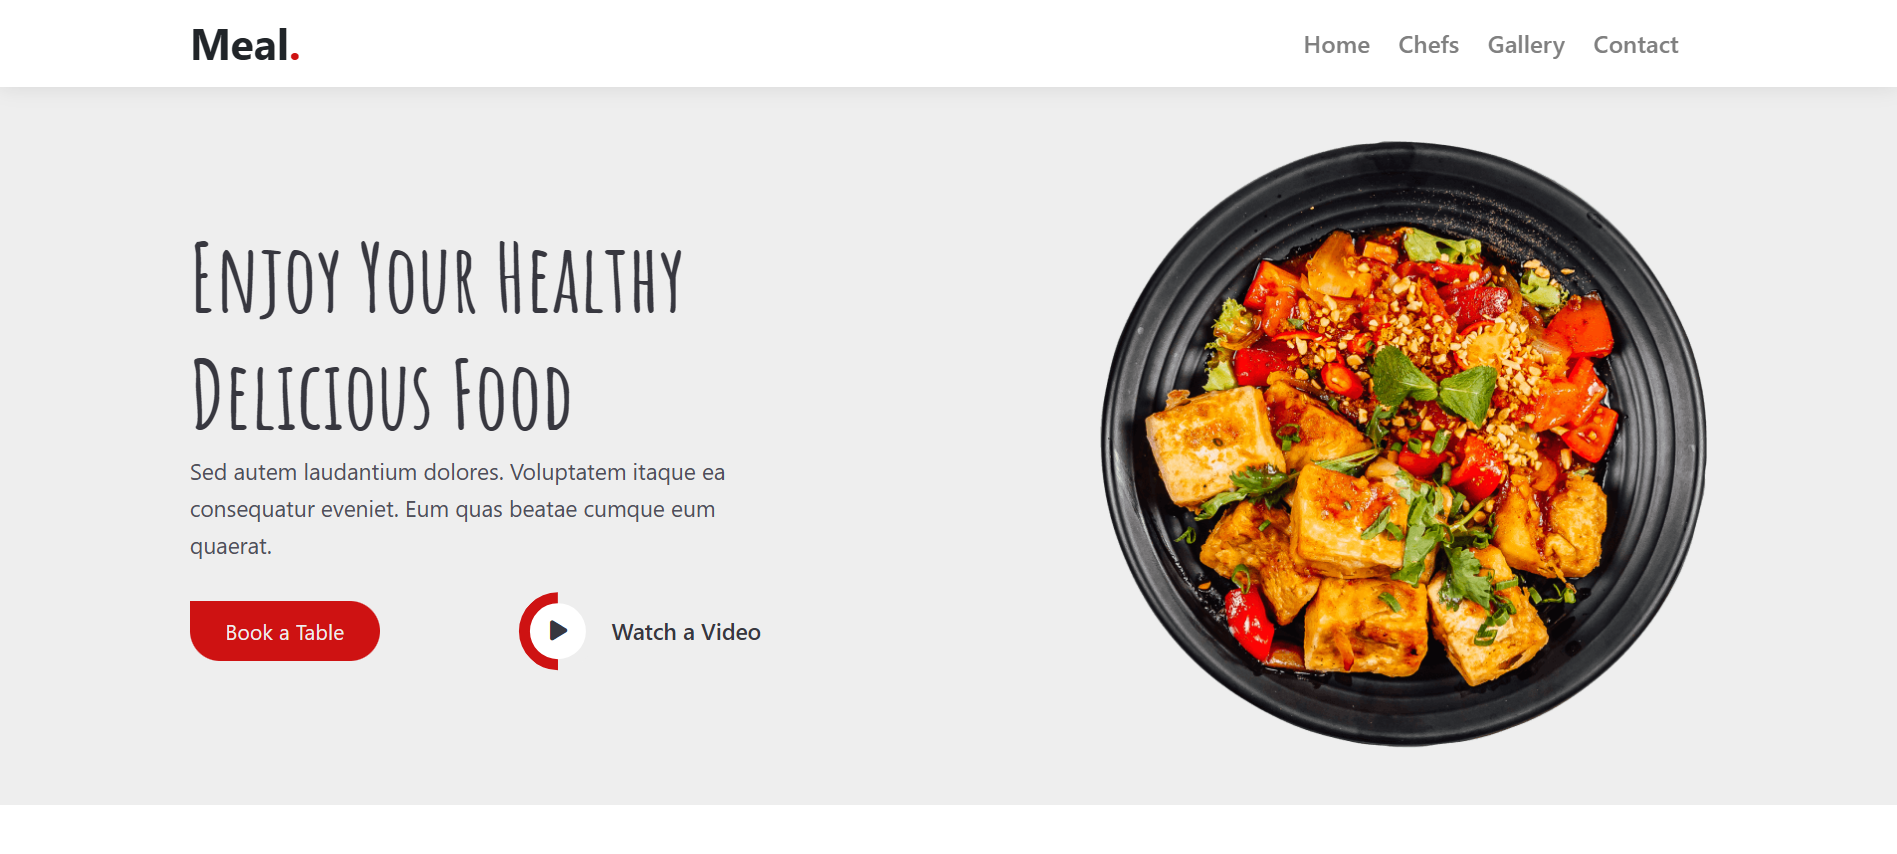 Meal.
Home Chefs Gallery Contact
Enjoy Your Healthy
Delicious Food
Sed autem laudantium dolores. Voluptatem itaque ea
consequatur eveniet. Eum quas beatae cumque eum
quaerat.
Book a Table
Watch a Video